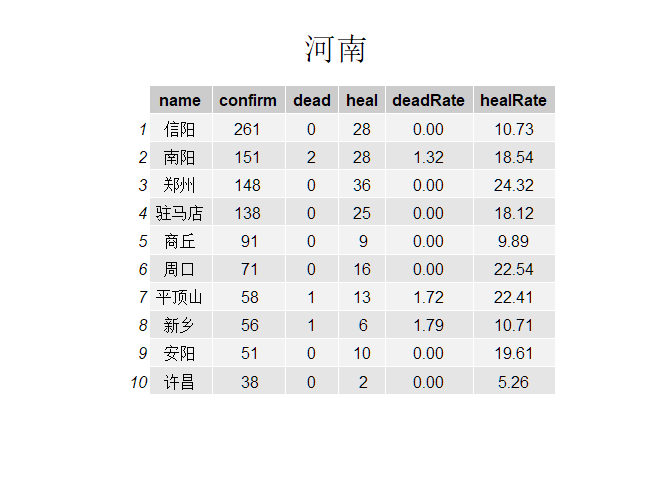 河南
name confirm dead heal deadRate healRate
1 信阳 261 0 28 0.00 10.73
2 南阳 151 2 28 1.32 18.54
3 郑州 148 0 36 0.00 24.32
4 驻马店 138 0 25 0.00 18.12
5 商丘 91 0 9 0.00 9.89
6 周口 71 0 16 0.00 22.54
7 平顶山 58 1 13 1.72 22.41
8 新乡 56 1 6 1.79 10.71
9 安阳 51 0 10 0.00 19.61
10 许昌 38 0 2 0.00 5.26